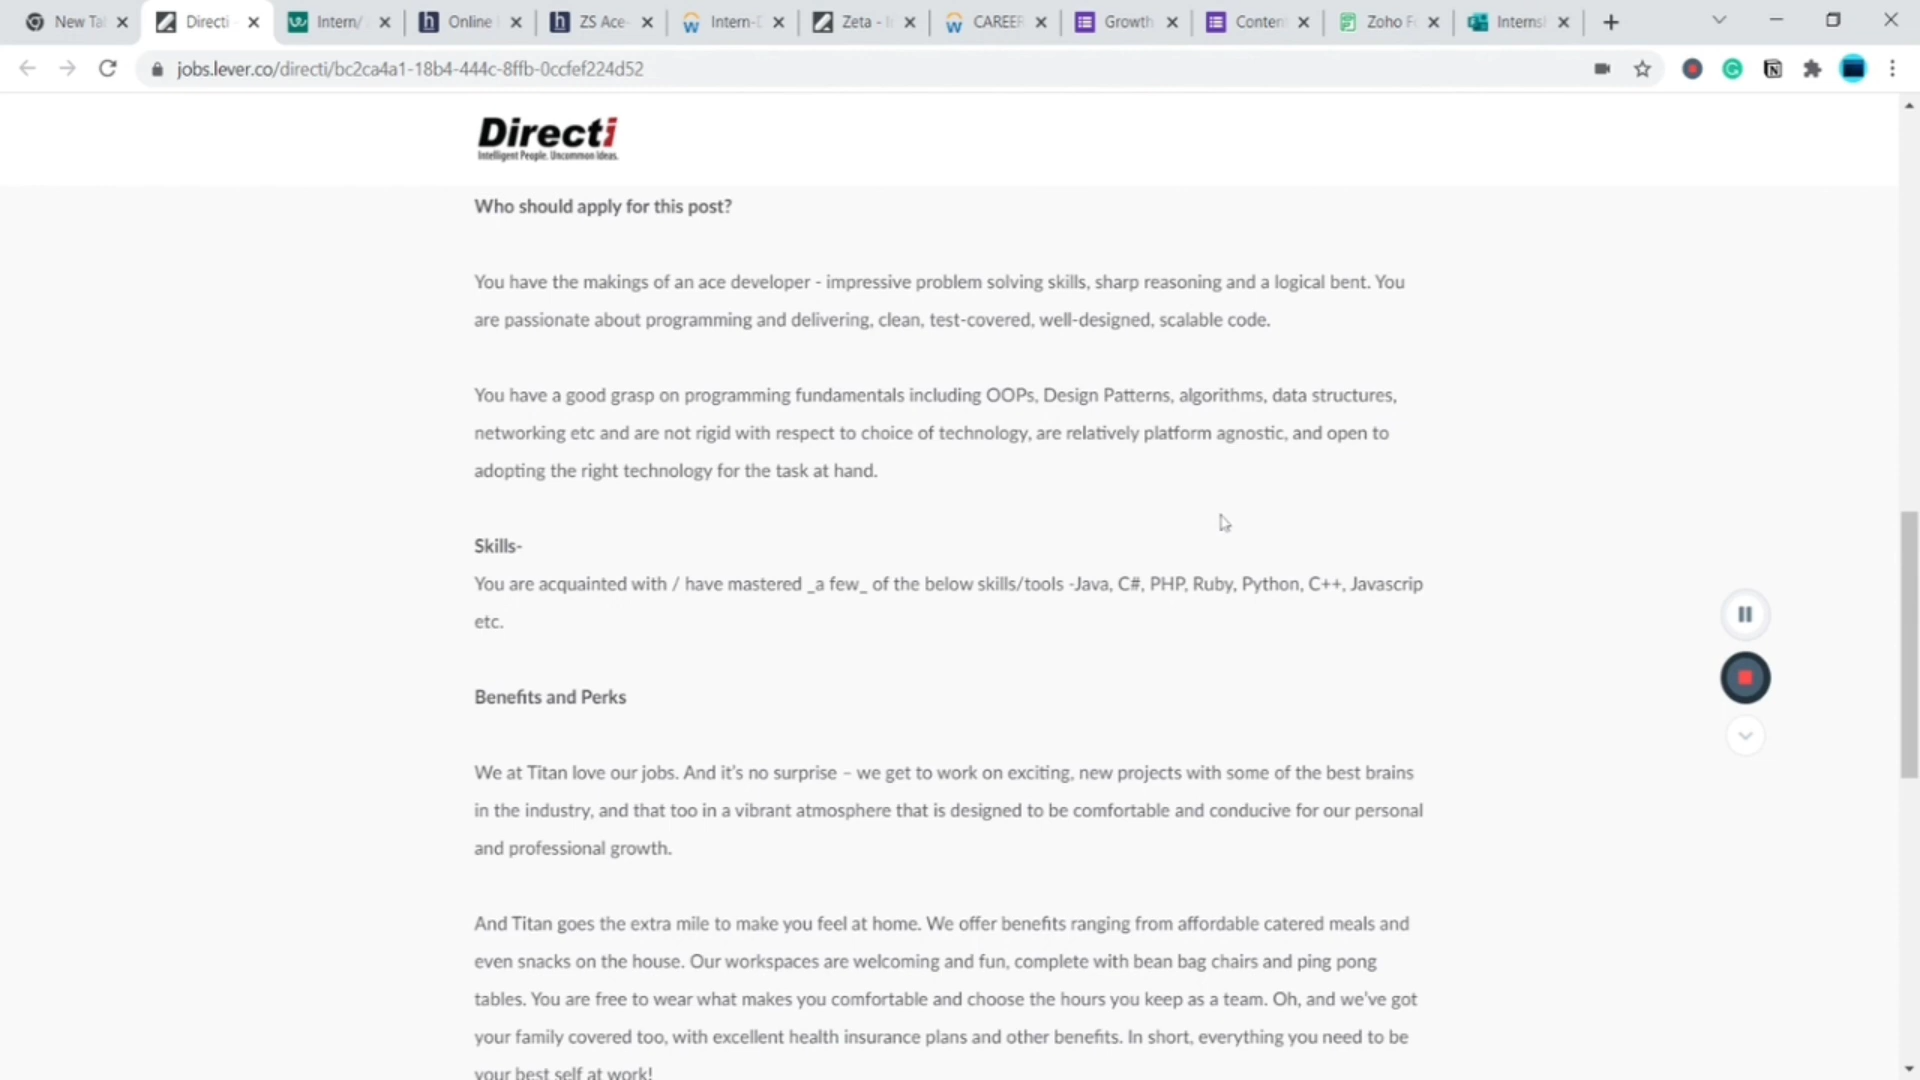 New Ta
Directi
Intern/
Online
ZS Ace
Intern-D
Zeta - I
CAREER
Growth
Conten
Zoho F
Interns
jobs.lever.co/directi/bc2ca4a1-18b4-444c-8ffb-0ccfef224d52
Directi
Intelligent People. Uncommon Ideas.
Who should apply for this post?
You have the makings of an ace developer - impressive problem solving skills, sharp reasoning and a logical bent. You
are passionate about programming and delivering, clean, test-covered, well-designed, scalable code.
You have a good grasp on programming fundamentals including OOPs, Design Patterns, algorithms, data structures,
networking etc and are not rigid with respect to choice of technology, are relatively platform agnostic, and open to
adopting the right technology for the task at hand.
Skills-
You are acquainted with / have mastered _a few_ of the below skills/tools -Java, C#, PHP, Ruby, Python, C++, Javascrip
etc.
Benefits and Perks
We at Titan love our jobs. And it's no surprise – we get to work on exciting, new projects with some of the best brains
in the industry, and that too in a vibrant atmosphere that is designed to be comfortable and conducive for our personal
and professional growth.
And Titan goes the extra mile to make you feel at home. We offer benefits ranging from affordable catered meals and
even snacks on the house. Our workspaces are welcoming and fun, complete with bean bag chairs and ping pong
tables. You are free to wear what makes you comfortable and choose the hours you keep as a team. Oh, and we've got
your family covered too, with excellent health insurance plans and other benefits. In short, everything you need to be
your best self at work!